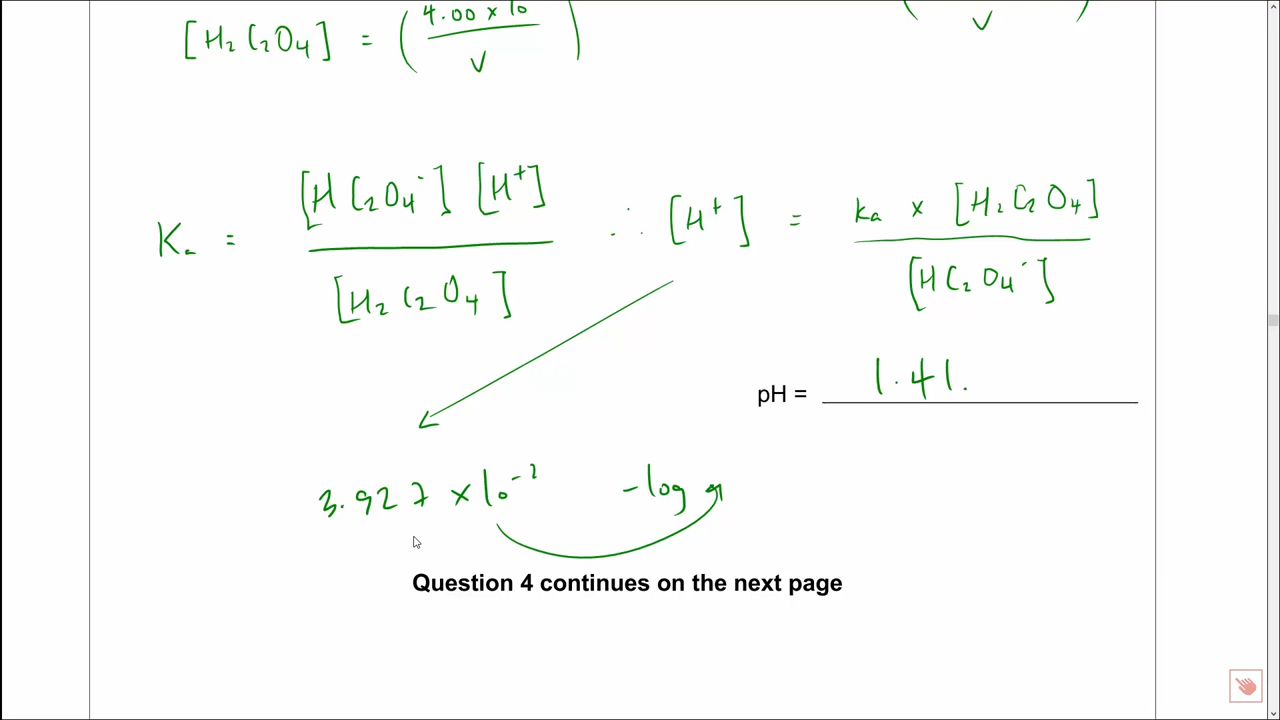 [H₂C₂O₄] = (4.00 × 10 / V) V
Kₐ = [HC₂O₄⁻] [H⁺] / [H₂C₂O₄] ∴ [H⁺] = ka × [H₂C₂O₄] / [HC₂O₄⁻]
pH = 1.41.
3.927 × 10⁻² -log
Question 4 continues on the next page